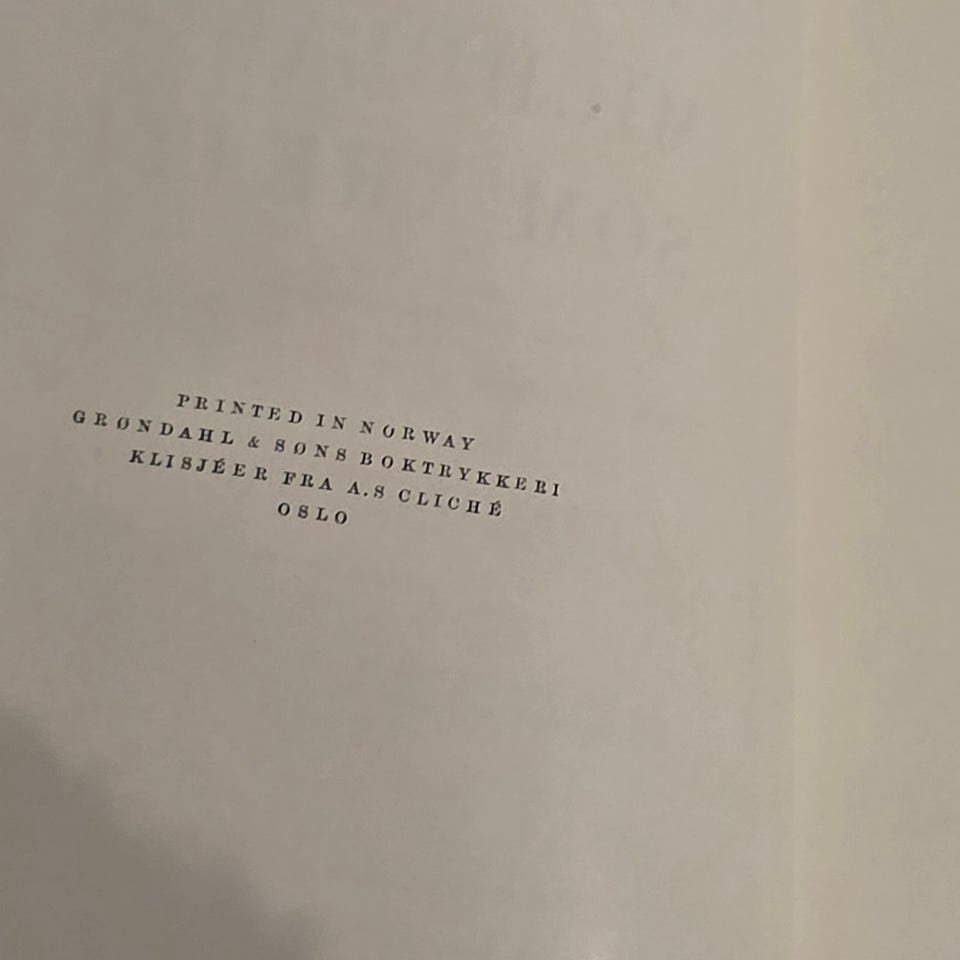 PRINTED IN NORWAY
GRØNDAHL & SØNS BOKTRYKKERI
KLISJÉER FRA A.S CLICHÉ
OSLO